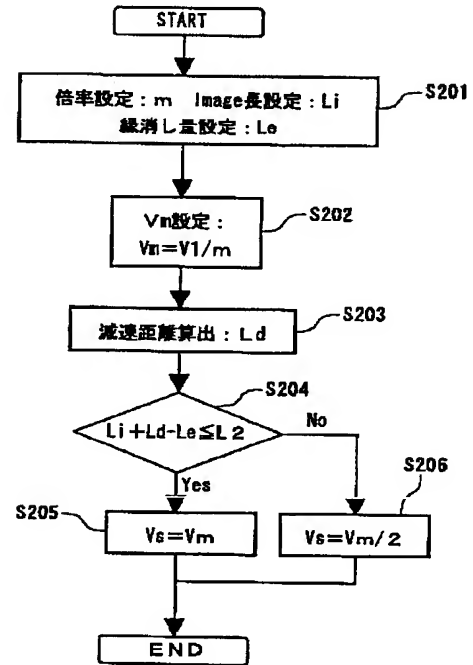 START
倍率設定：m Image長設定：Li
縁消し量設定：Le
S201
Vm設定：
Vm=V1/m
S202
減速距離算出：Ld
S203
S204
Li+Ld-Le≦L2
No
Yes
S205
Vs=Vm
S206
Vs=Vm/2
END